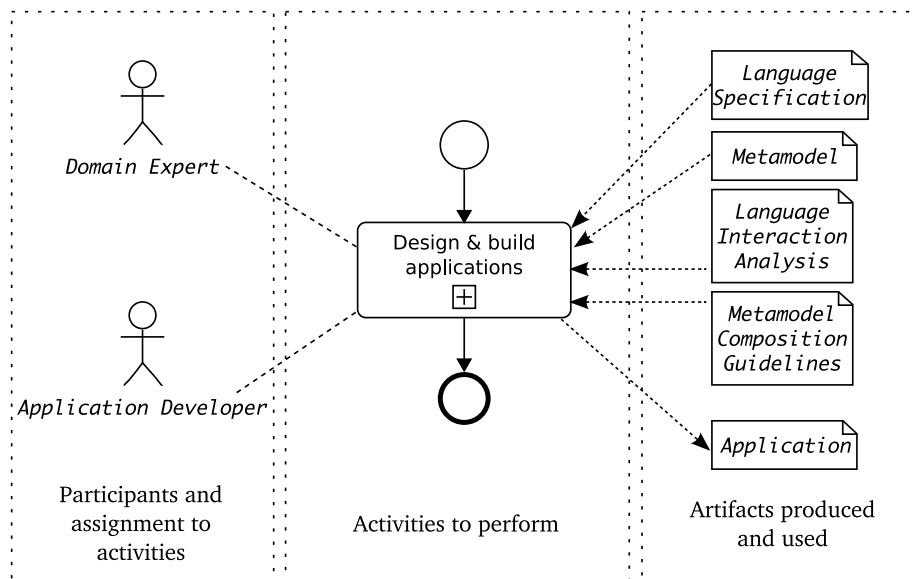 Domain Expert
Application Developer
Participants and
assignment to
activities
Design & build
applications
Activities to perform
Language
Specification
Metamodel
Language
Interaction
Analysis
Metamodel
Composition
Guidelines
Application
Artifacts produced
and used